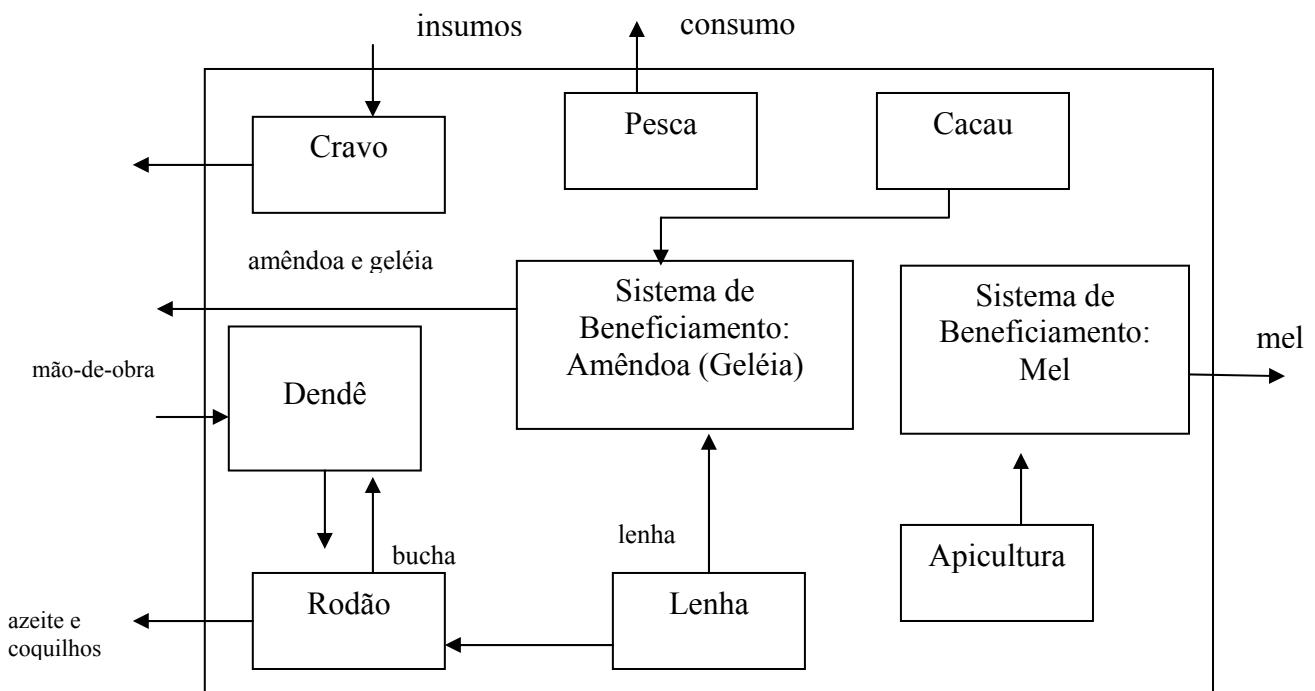 insumos
consumo
Cravo
Pesca
Cacau
amêndoa e geléia
Sistema de
Beneficiamento:
Amêndoa (Geléia)
Sistema de
Beneficiamento:
Mel
mel
mão-de-obra
Dendê
bucha
lenha
Apicultura
Rodão
Lenha
azeite e
coquilhos